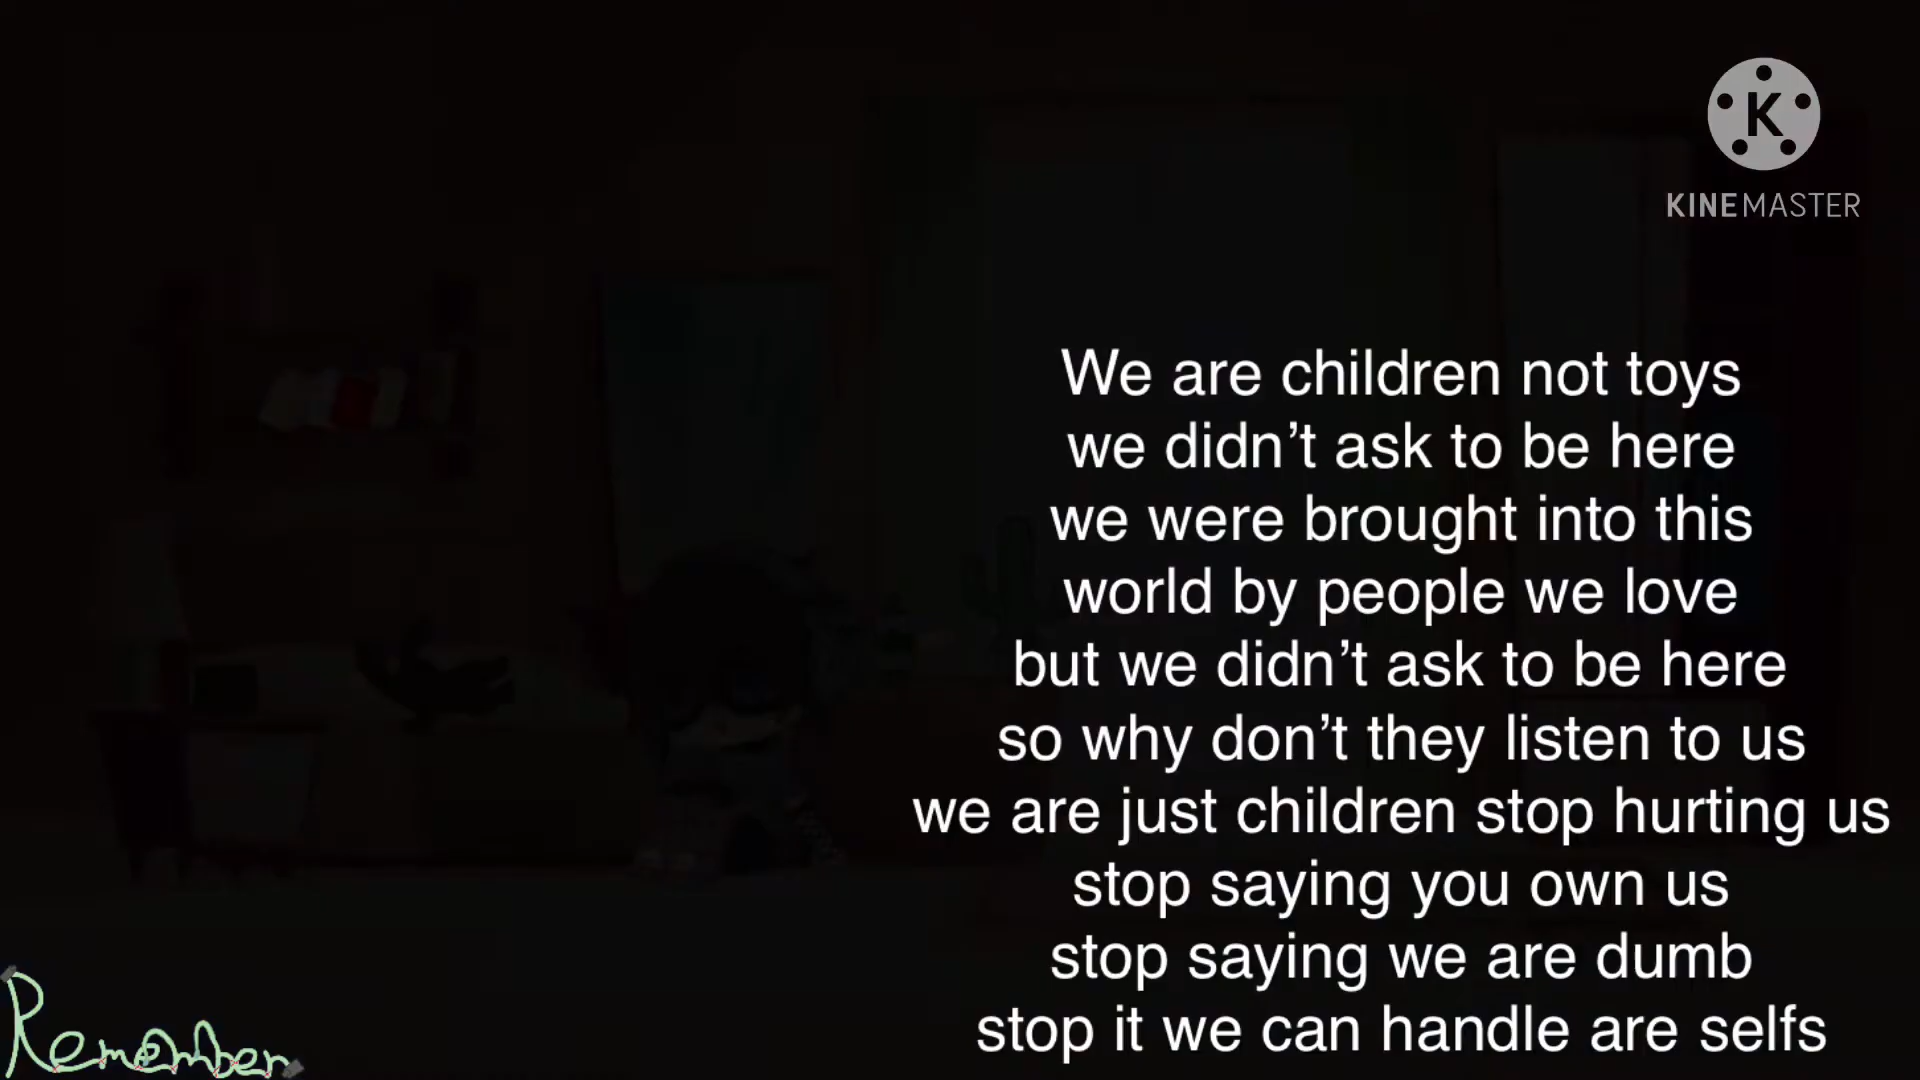 K
KINEMASTER
We are children not toys
we didn’t ask to be here
we were brought into this
world by people we love
but we didn’t ask to be here
so why don’t they listen to us
we are just children stop hurting us
stop saying you own us
stop saying we are dumb
stop it we can handle are selfs
Remember